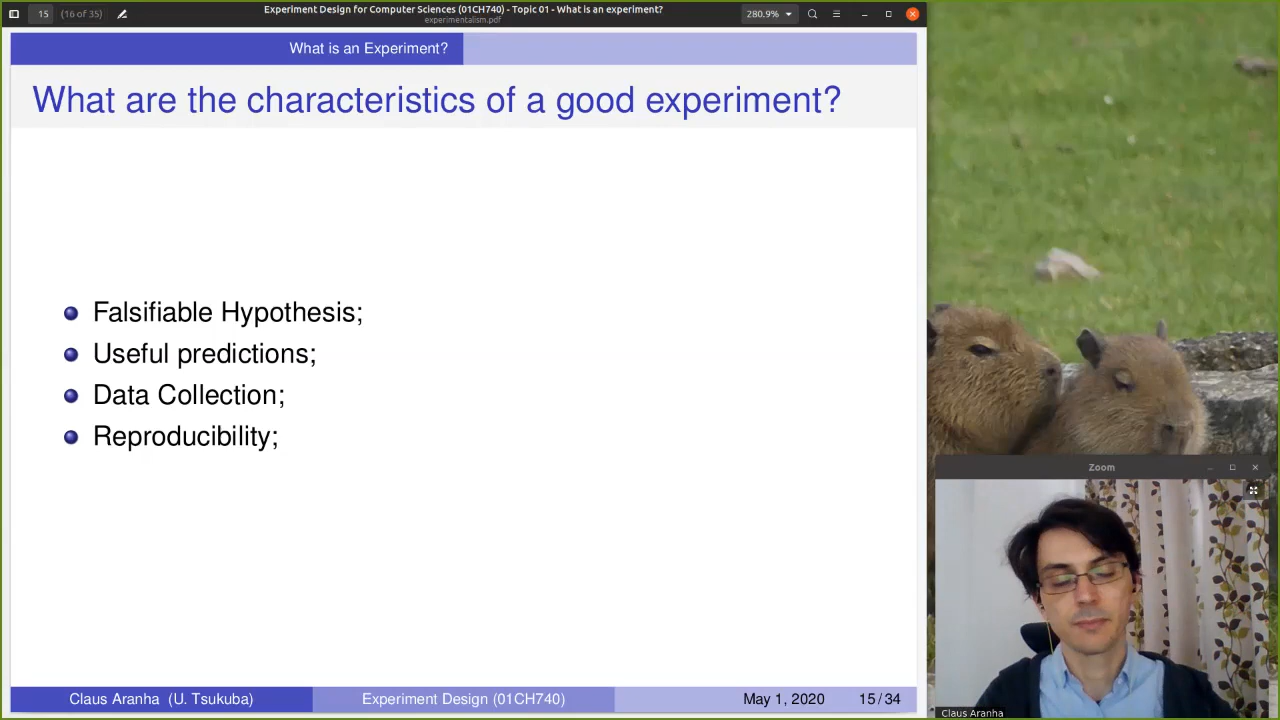 15 (16 of 35) Experiment Design for Computer Sciences (01CH740) - Topic 01 - What is an experiment? 280.9%
experimentalism.pdf
What is an Experiment?
What are the characteristics of a good experiment?
Falsifiable Hypothesis;
Useful predictions;
Data Collection;
Reproducibility;
Claus Aranha (U. Tsukuba) Experiment Design (01CH740) May 1, 2020 15 / 34
Zoom
Claus Aranha